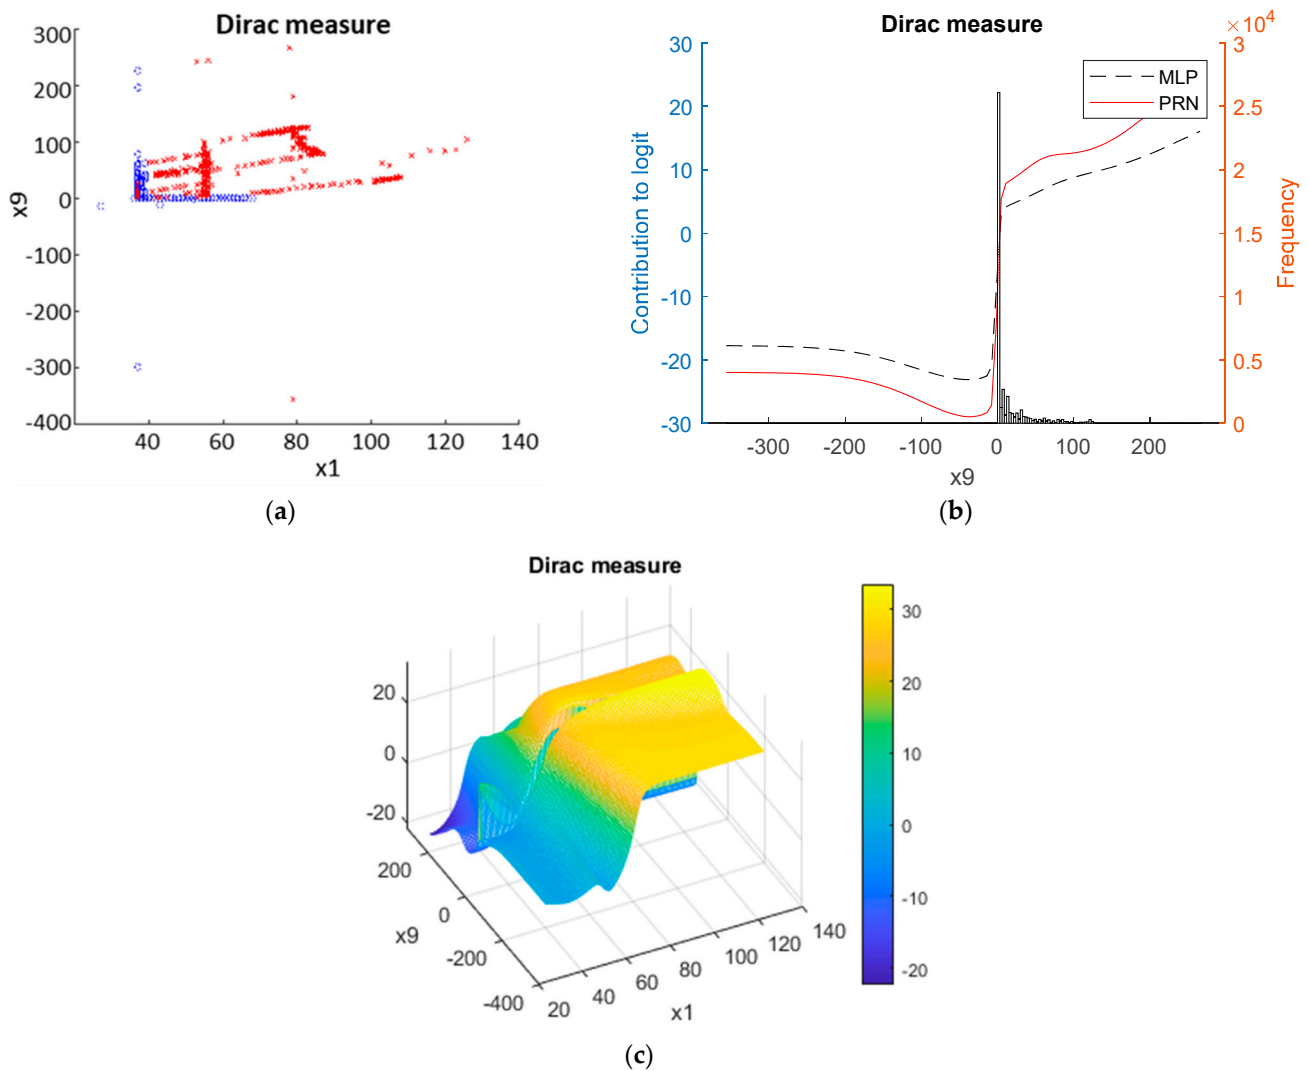 Dirac measure
300
200
100
0
-100
-200
-300
-400
x9
40 60 80 100 120 140
x1
(a)
Dirac measure
×10⁴
30
20
10
0
-10
-20
-30
Contribution to logit
MLP
PRN
3
2.5
2
1.5
1
0.5
0
Frequency
-300 -200 -100 0 100 200
x9
(b)
Dirac measure
20
0
-20
200
0
-200
-400
x9
20 40 60 80 100 120 140
x1
30
20
10
0
-10
-20
(c)